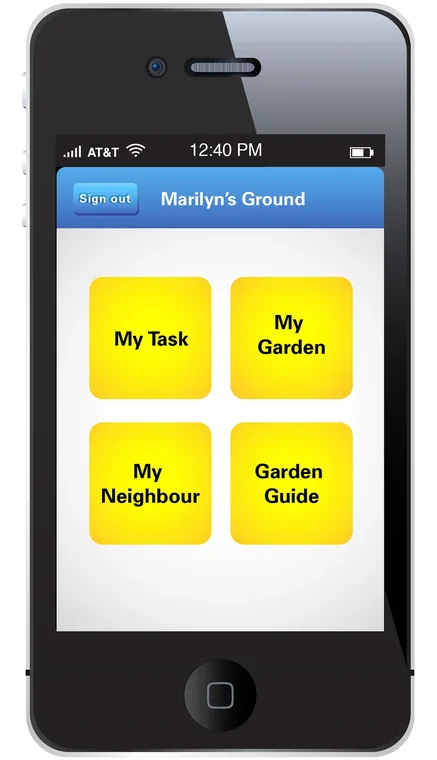 AT&T 12:40 PM
Sign out Marilyn's Ground
My Task
My
Garden
My
Neighbour
Garden
Guide